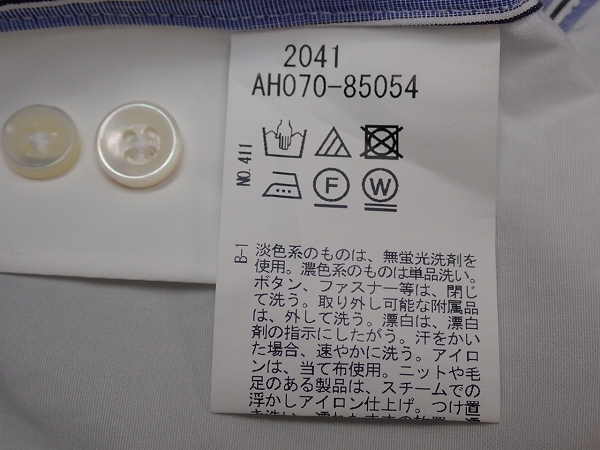 2041
AH070-85054
NO.411
F
W
B-1
淡色系のものは、無蛍光洗剤を
使用。濃色系のものは単品洗い。
ボタン、ファスナー等は、閉じ
て洗う。取り外し可能な附属品
は、外して洗う。漂白は、漂白
剤の指示にしたがう。汗をかい
た場合、速やかに洗う。アイロ
ンは、当て布使用。ニットや毛
足のある製品は、スチームでの
浮かしアイロン仕上げ。つけ置